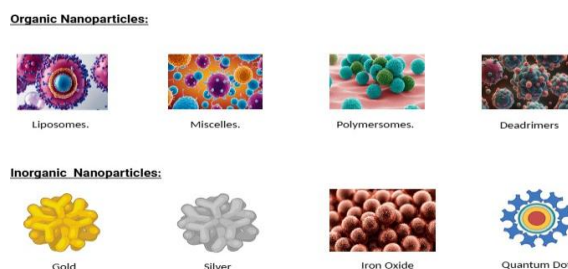 Organic Nanoparticles:
Liposomes. Miscelles. Polymersomes. Deadrimers
Inorganic Nanoparticles:
Gold Silver Iron Oxide Quantum Dot